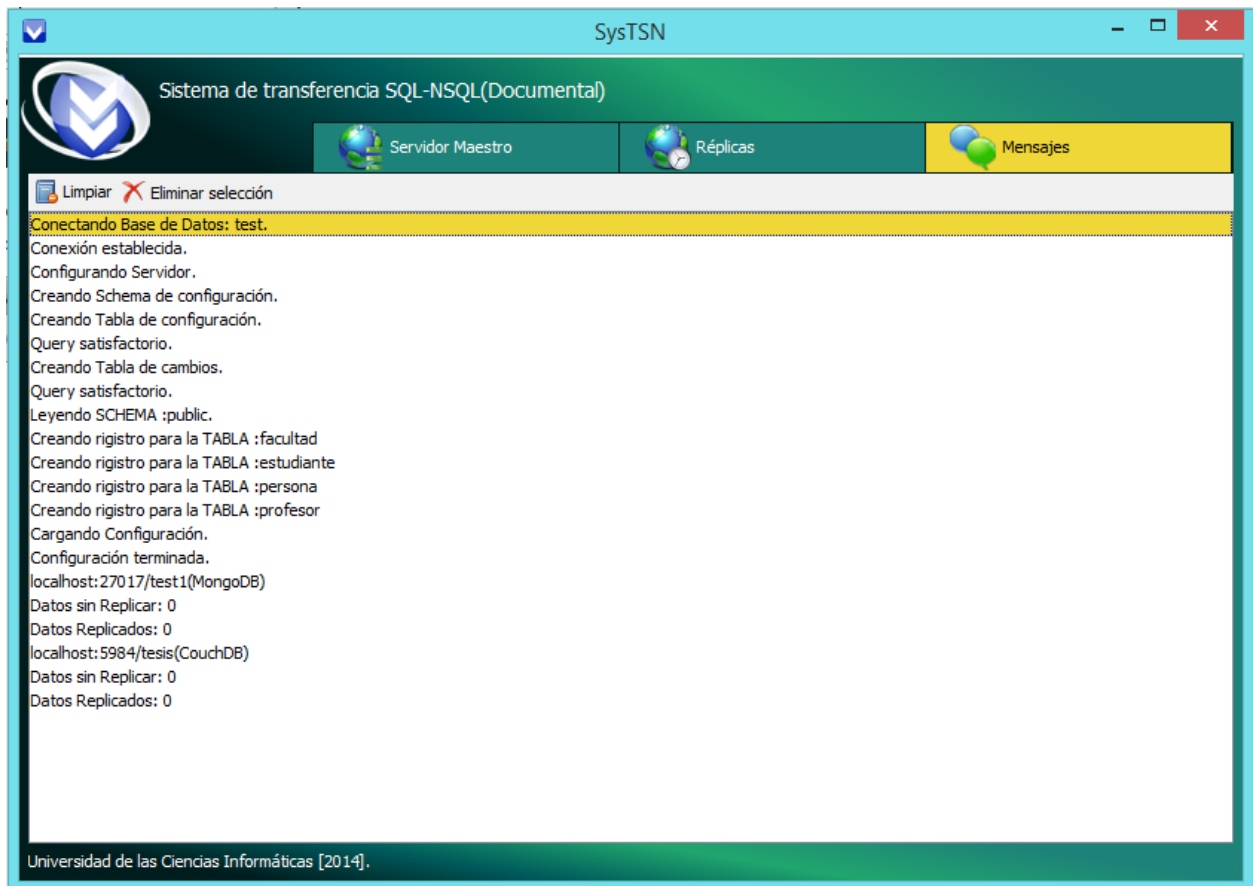 SysTSN
Sistema de transferencia SQL-NSQL(Documental)
Servidor Maestro
Réplicas
Mensajes
Limpiar
Eliminar selección
Conectando Base de Datos: test.
Conexión establecida.
Configurando Servidor.
Creando Schema de configuración.
Creando Tabla de configuración.
Query satisfactorio.
Creando Tabla de cambios.
Query satisfactorio.
Leyendo SCHEMA :public.
Creando rigistro para la TABLA :facultad
Creando rigistro para la TABLA :estudiante
Creando rigistro para la TABLA :persona
Creando rigistro para la TABLA :profesor
Cargando Configuración.
Configuración terminada.
localhost:27017/test1(MongoDB)
Datos sin Replicar: 0
Datos Replicados: 0
localhost:5984/tesis(CouchDB)
Datos sin Replicar: 0
Datos Replicados: 0
Universidad de las Ciencias Informáticas [2014].